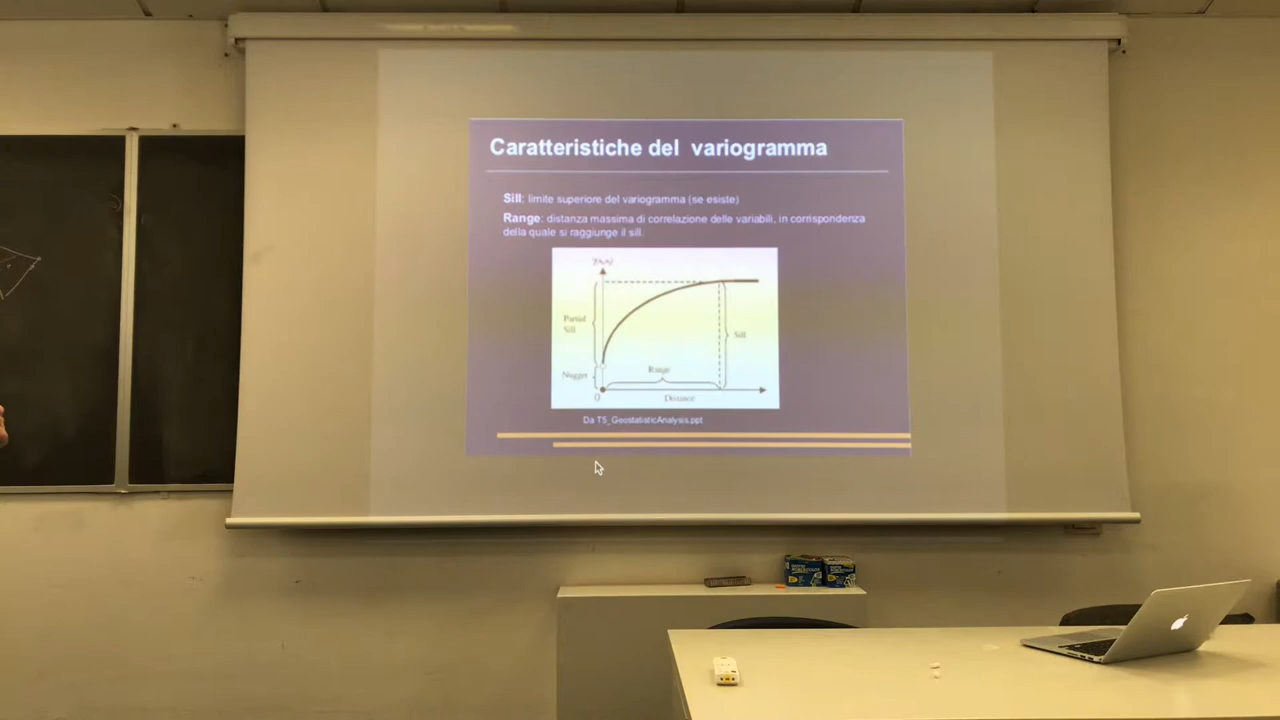 Caratteristiche del variogramma
Sill: limite superiore del variogramma (se esiste)
Range: distanza massima di correlazione delle variabili, in corrispondenza
della quale si raggiunge il sill.
Partial
Sill
Sill
Nugget
Range
0
Distance
Da T5_GeostatisticAnalysis.ppt